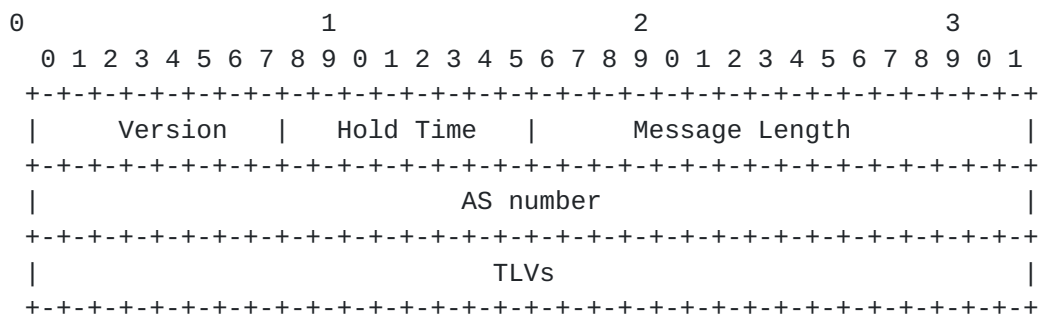 0                   1                   2                   3
  0 1 2 3 4 5 6 7 8 9 0 1 2 3 4 5 6 7 8 9 0 1 2 3 4 5 6 7 8 9 0 1
 +-+-+-+-+-+-+-+-+-+-+-+-+-+-+-+-+-+-+-+-+-+-+-+-+-+-+-+-+-+-+-+-+
 |     Version   |   Hold Time   |      Message Length           |
 +-+-+-+-+-+-+-+-+-+-+-+-+-+-+-+-+-+-+-+-+-+-+-+-+-+-+-+-+-+-+-+-+
 |                           AS number                           |
 +-+-+-+-+-+-+-+-+-+-+-+-+-+-+-+-+-+-+-+-+-+-+-+-+-+-+-+-+-+-+-+-+
 |                             TLVs                              |
 +-+-+-+-+-+-+-+-+-+-+-+-+-+-+-+-+-+-+-+-+-+-+-+-+-+-+-+-+-+-+-+-+